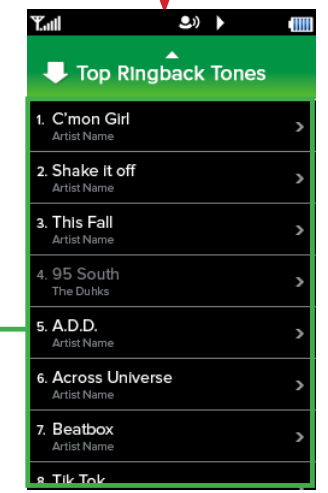 Top Ringback Tones
1. C'mon Girl
Artist Name
2. Shake it off
Artist Name
3. This Fall
Artist Name
4. 95 South
The Duhks
5. A.D.D.
Artist Name
6. Across Universe
Artist Name
7. Beatbox
Artist Name
8. Tik Tok